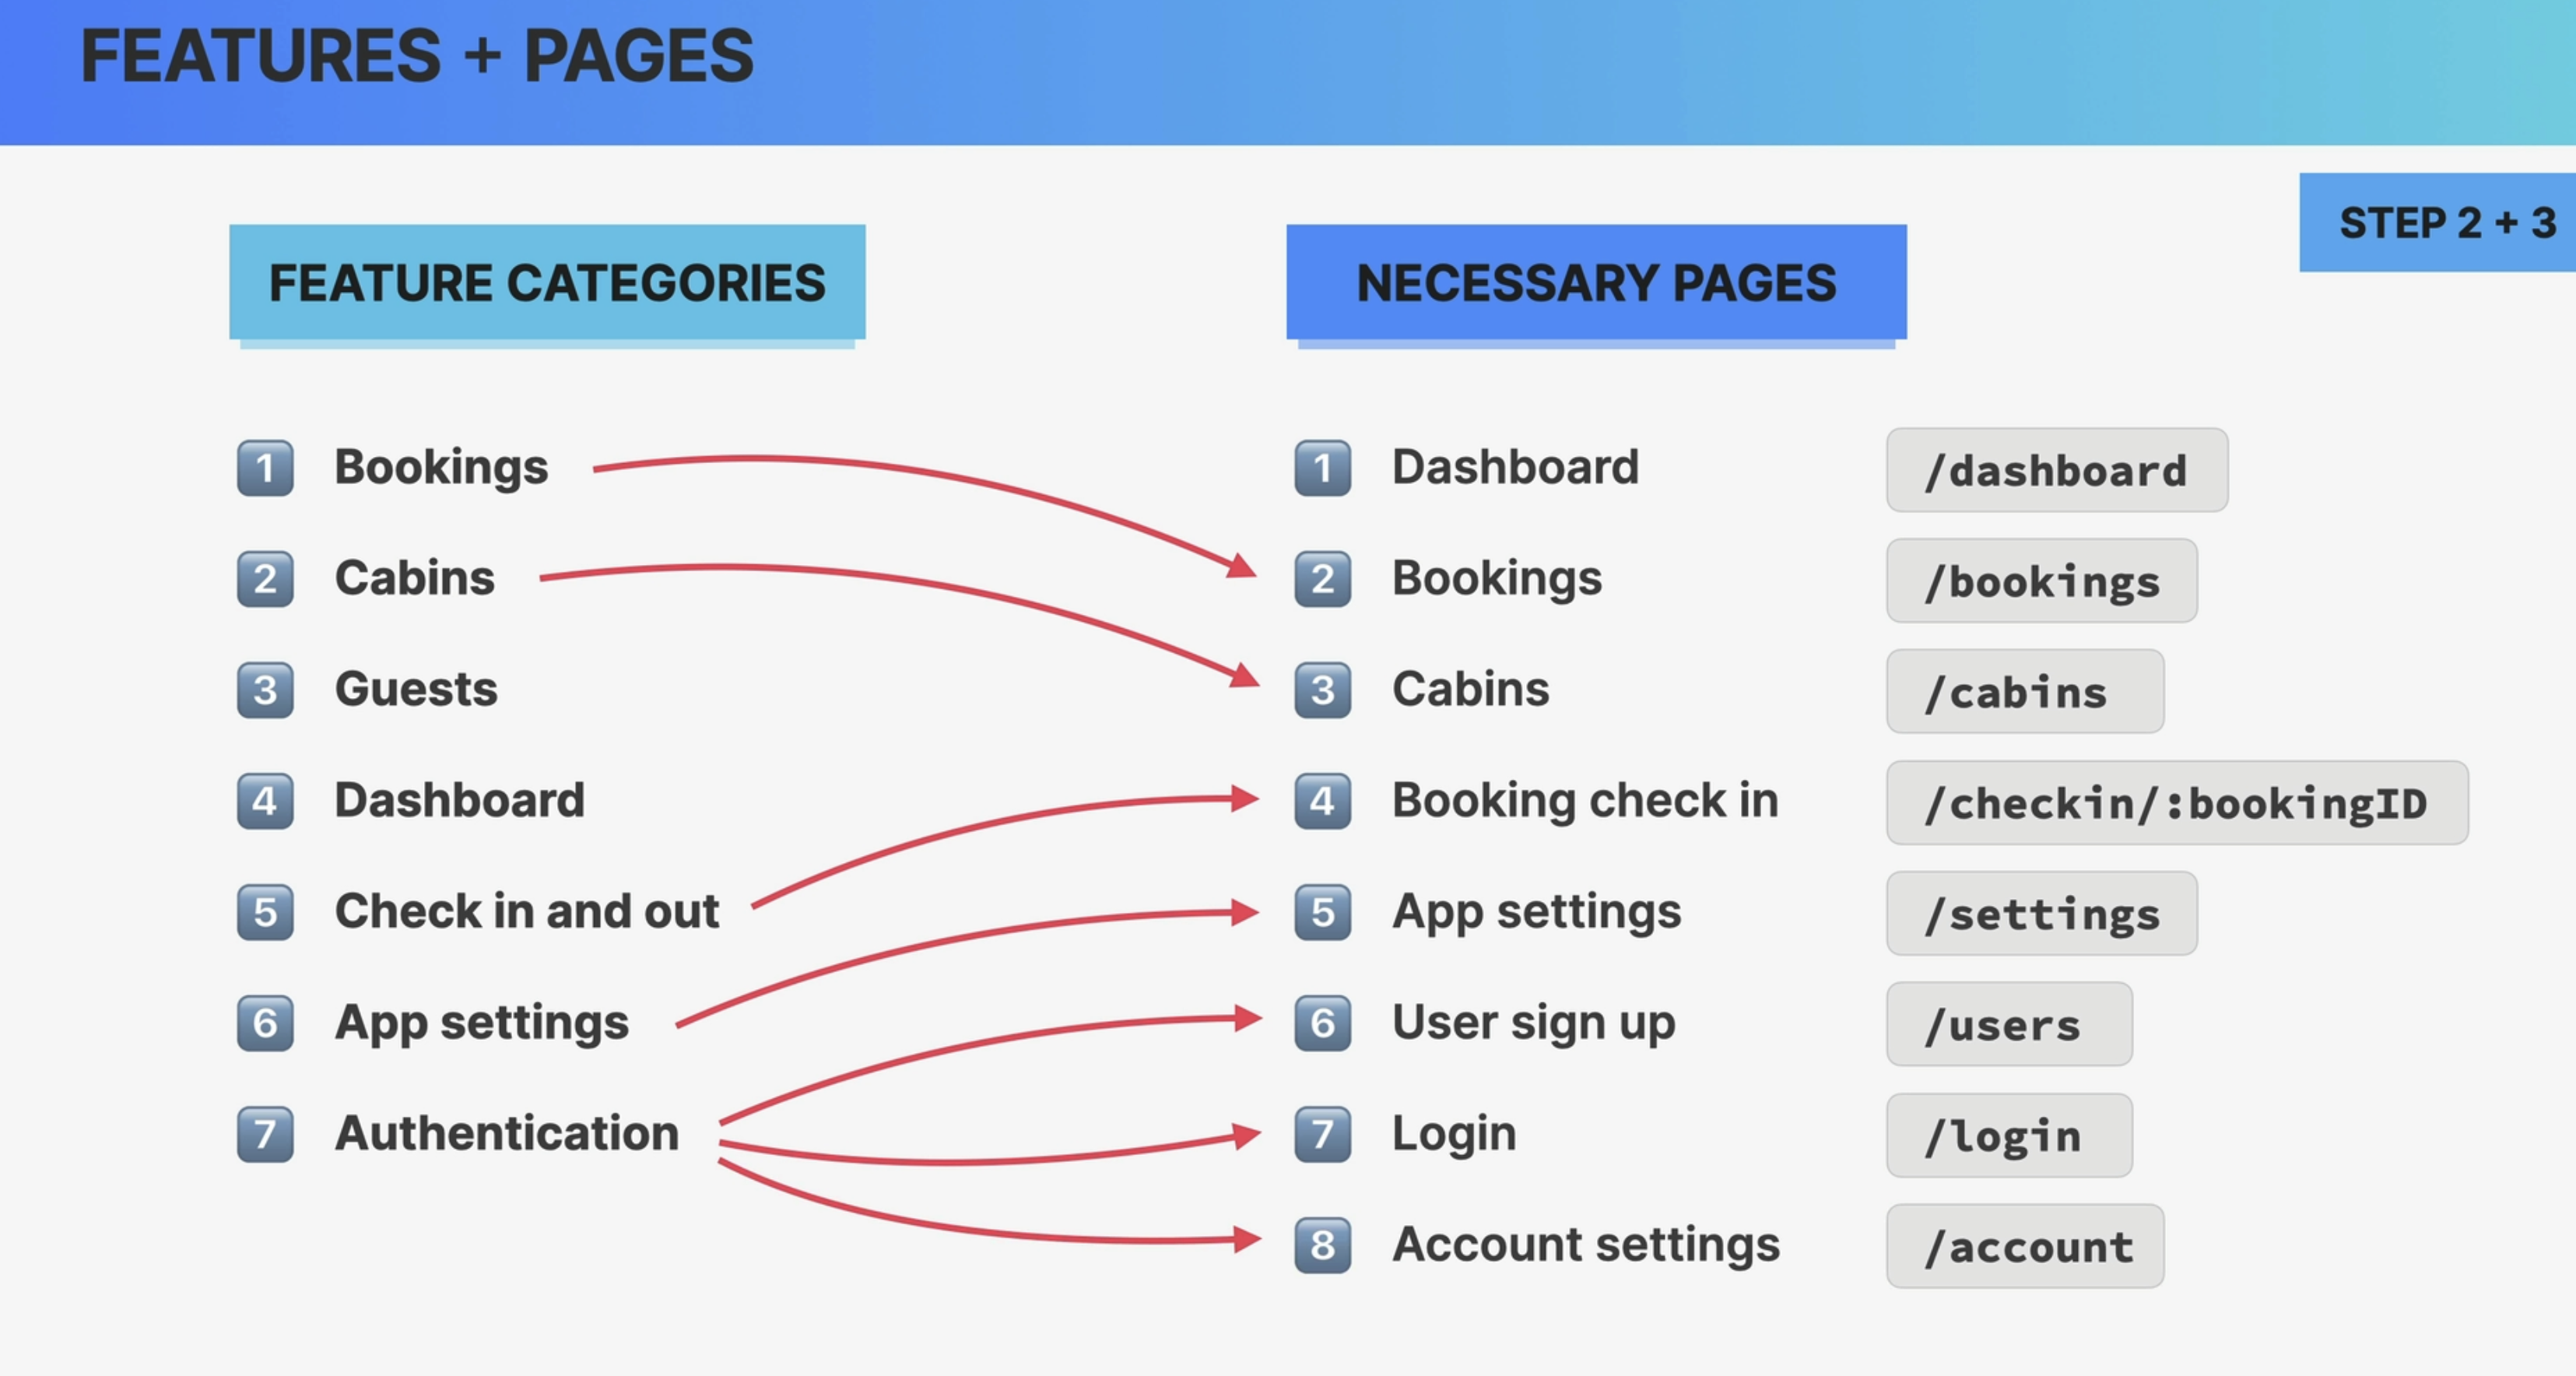 FEATURES + PAGES
STEP 2 + 3
FEATURE CATEGORIES
1 Bookings
2 Cabins
3 Guests
4 Dashboard
5 Check in and out
6 App settings
7 Authentication
NECESSARY PAGES
1 Dashboard /dashboard
2 Bookings /bookings
3 Cabins /cabins
4 Booking check in /checkin/:bookingID
5 App settings /settings
6 User sign up /users
7 Login /login
8 Account settings /account